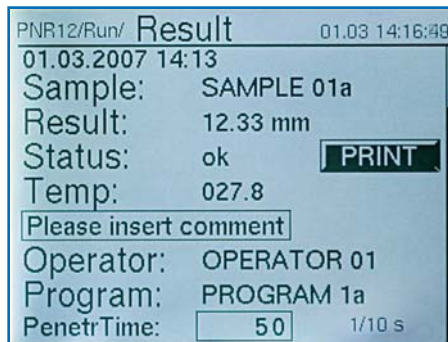 PNR12/Run/ Result 01.03 14:16:49
01.03.2007 14:13
Sample: SAMPLE 01a
Result: 12.33 mm
Status: ok PRINT
Temp: 027.8
Please insert comment
Operator: OPERATOR 01
Program: PROGRAM 1a
PenetrTime: 50 1/10 s